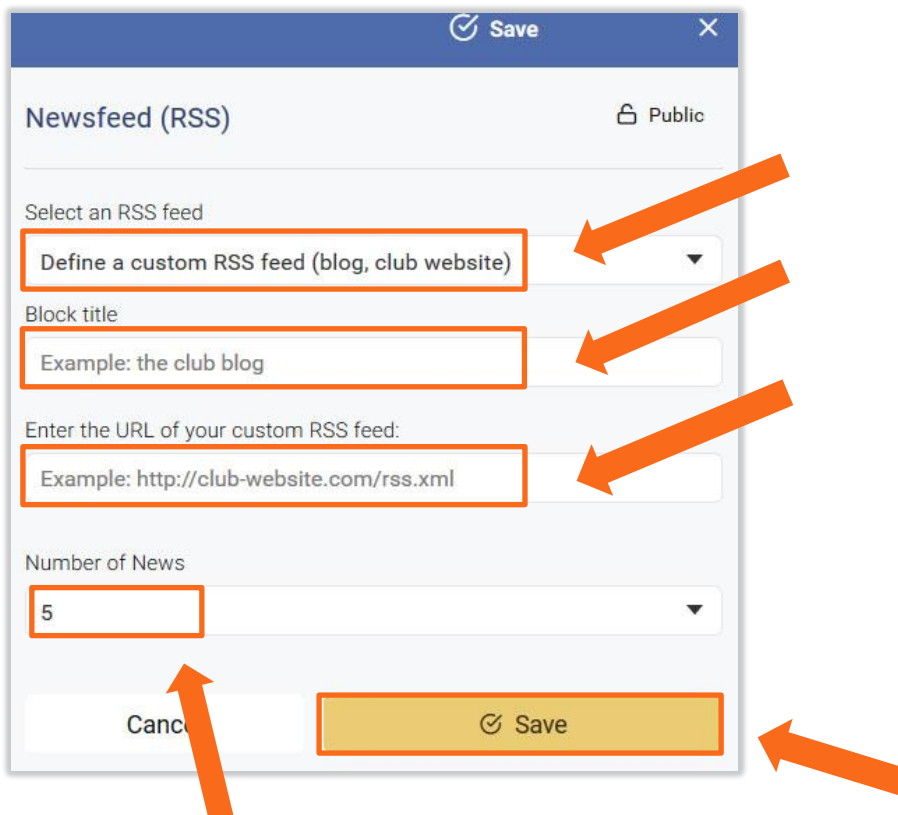 Save
Newsfeed (RSS)
Public
Select an RSS feed
Define a custom RSS feed (blog, club website)
Block title
Example: the club blog
Enter the URL of your custom RSS feed:
Example: http://club-website.com/rss.xml
Number of News
5
Save